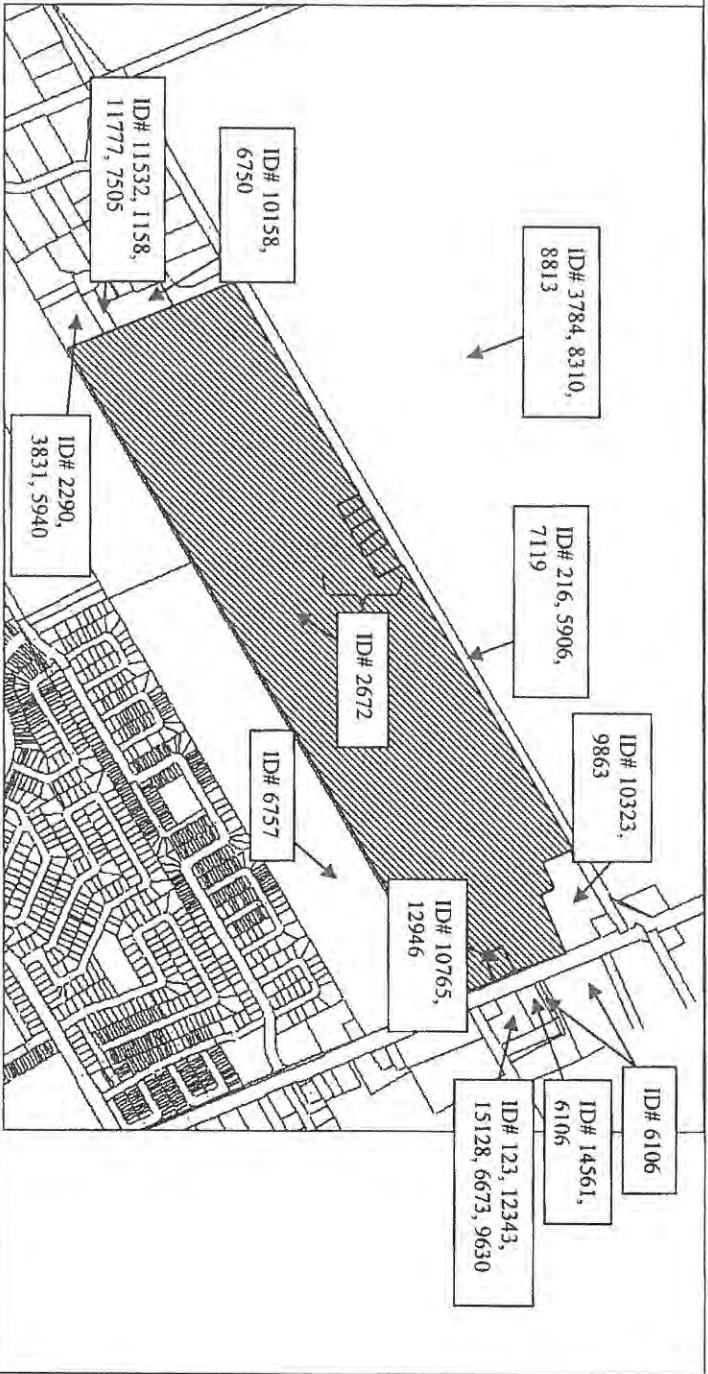 ID# 3784, 8310,
8813
ID# 216, 5906,
7119
ID# 10323,
9863
ID# 10158,
6750
ID# 11532, 1158,
11777, 7505
ID# 2290,
3831, 5940
ID# 2672
ID# 6757
ID# 10765,
12946
ID# 6106
ID# 14561,
6106
ID# 123, 12343,
15128, 6673, 9630